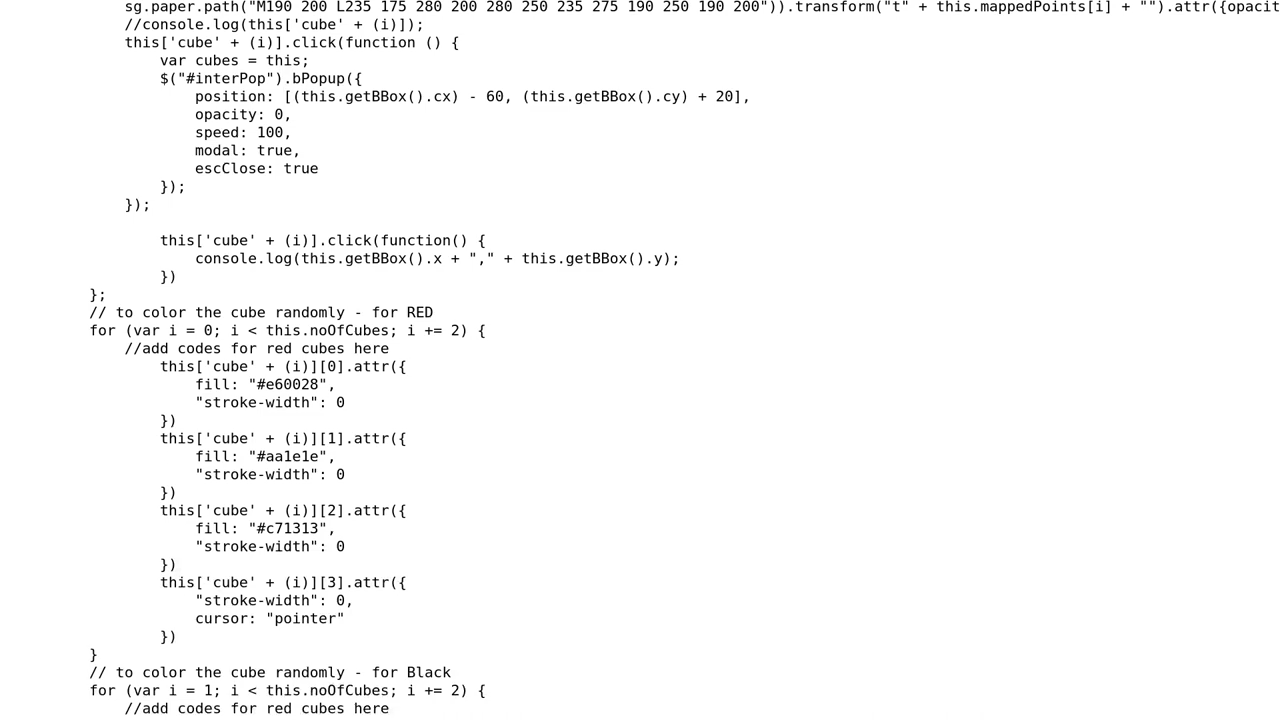 sg.paper.path("M190 200 L235 175 280 200 280 250 235 275 190 250 190 200")).transform("t" + this.mappedPoints[i] + "").attr({opacit
//console.log(this['cube' + (i)]);
this['cube' + (i)].click(function () {
var cubes = this;
$("#interPop").bPopup({
position: [(this.getBBox().cx) - 60, (this.getBBox().cy) + 20],
opacity: 0,
speed: 100,
modal: true,
escClose: true
});
});
this['cube' + (i)].click(function() {
console.log(this.getBBox().x + "," + this.getBBox().y);
})
};
// to color the cube randomly - for RED
for (var i = 0; i < this.noOfCubes; i += 2) {
//add codes for red cubes here
this['cube' + (i)][0].attr({
fill: "#e60028",
"stroke-width": 0
})
this['cube' + (i)][1].attr({
fill: "#aa1e1e",
"stroke-width": 0
})
this['cube' + (i)][2].attr({
fill: "#c71313",
"stroke-width": 0
})
this['cube' + (i)][3].attr({
"stroke-width": 0,
cursor: "pointer"
})
}
// to color the cube randomly - for Black
for (var i = 1; i < this.noOfCubes; i += 2) {
//add codes for red cubes here